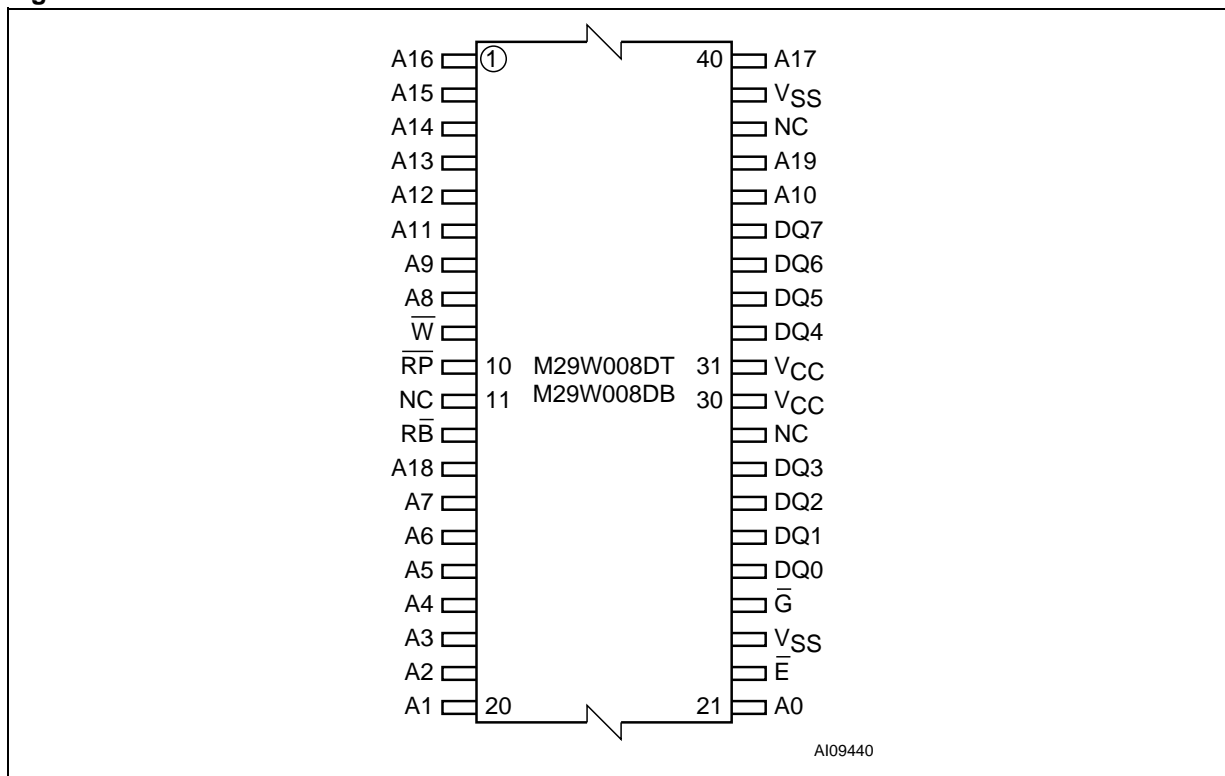 A16 1 40 A17
A15 VSS
A14 NC
A13 A19
A12 A10
A11 DQ7
A9 DQ6
A8 DQ5
W̅ DQ4
R̅P̅ 10 M29W008DT 31 VCC
NC 11 M29W008DB 30 VCC
RB̅ NC
A18 DQ3
A7 DQ2
A6 DQ1
A5 DQ0
A4 G̅
A3 VSS
A2 E̅
A1 20 21 A0
AI09440